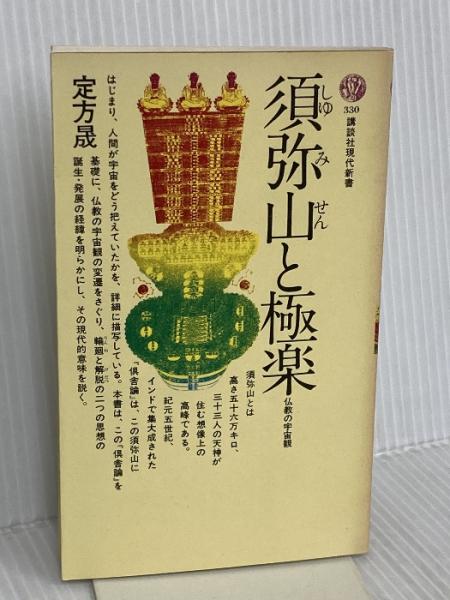 330
講談社現代新書
須弥山と極楽
しゅ み せん
仏教の宇宙観
須弥山とは
高さ五十六万キロ、
三十三人の天神が
住む想像上の
高峰である。
紀元五世紀、
インドで集大成された
『倶舎論』は、この須弥山に
はじまり、人間が宇宙をどう把えていたかを、詳細に描写している。本書は、この『倶舎論』を
基礎に、仏教の宇宙観の変遷をさぐり、輪廻と解脱の二つの思想の
誕生・発展の経緯を明らかにし、その現代的意味を説く。
定方晟